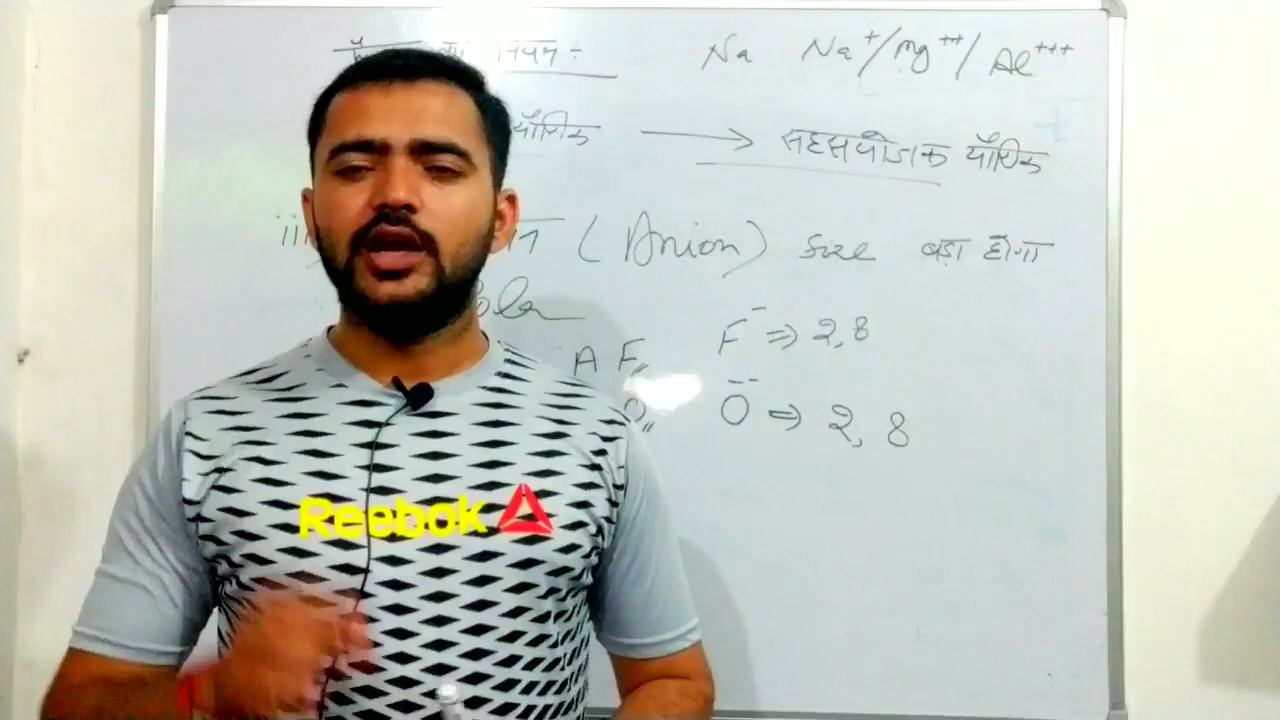 नियम :
Na Na⁺/Mg⁺⁺/Al⁺⁺⁺
यौगिक → सहसंयोजक यौगिक
(Anion) size बड़ा होगा
F⁻ ⇒ 2,8
O⁻⁻ ⇒ 2,8
Reebok